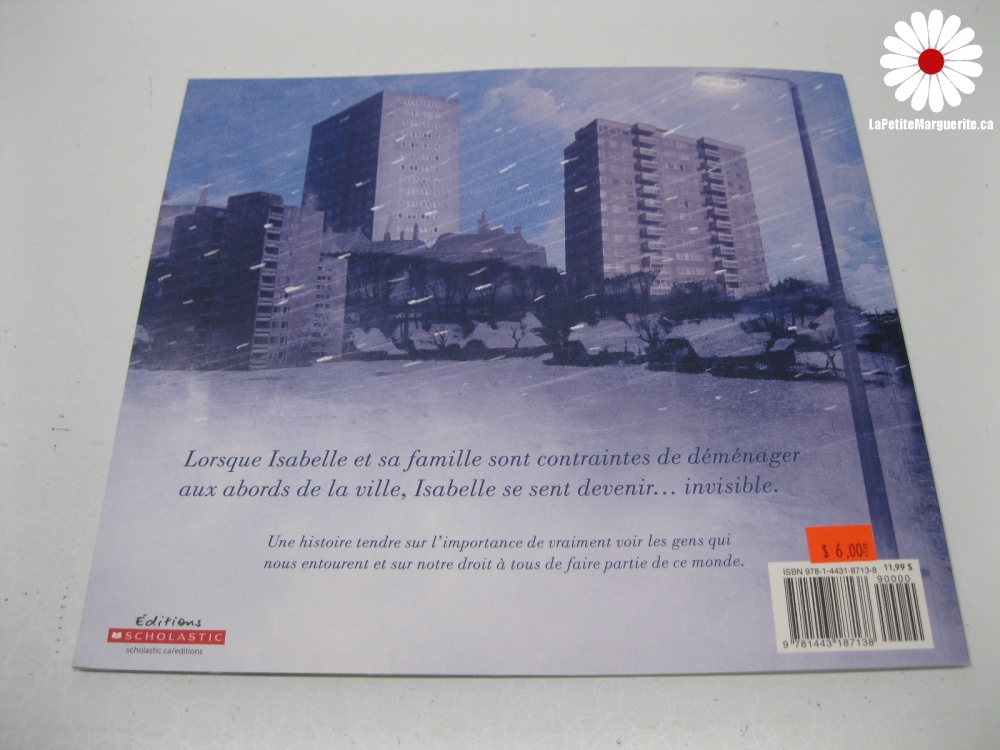 LaPetiteMarguerite.ca
Lorsque Isabelle et sa famille sont contraintes de déménager
aux abords de la ville, Isabelle se sent devenir... invisible.
Une histoire tendre sur l'importance de vraiment voir les gens qui
nous entourent et sur notre droit à tous de faire partie de ce monde.
$ 6.00
ISBN 978-1-4431-8713-8 11,99 $
90000
9 781443 187138
Éditions
SCHOLASTIC
scholastic.ca/editions